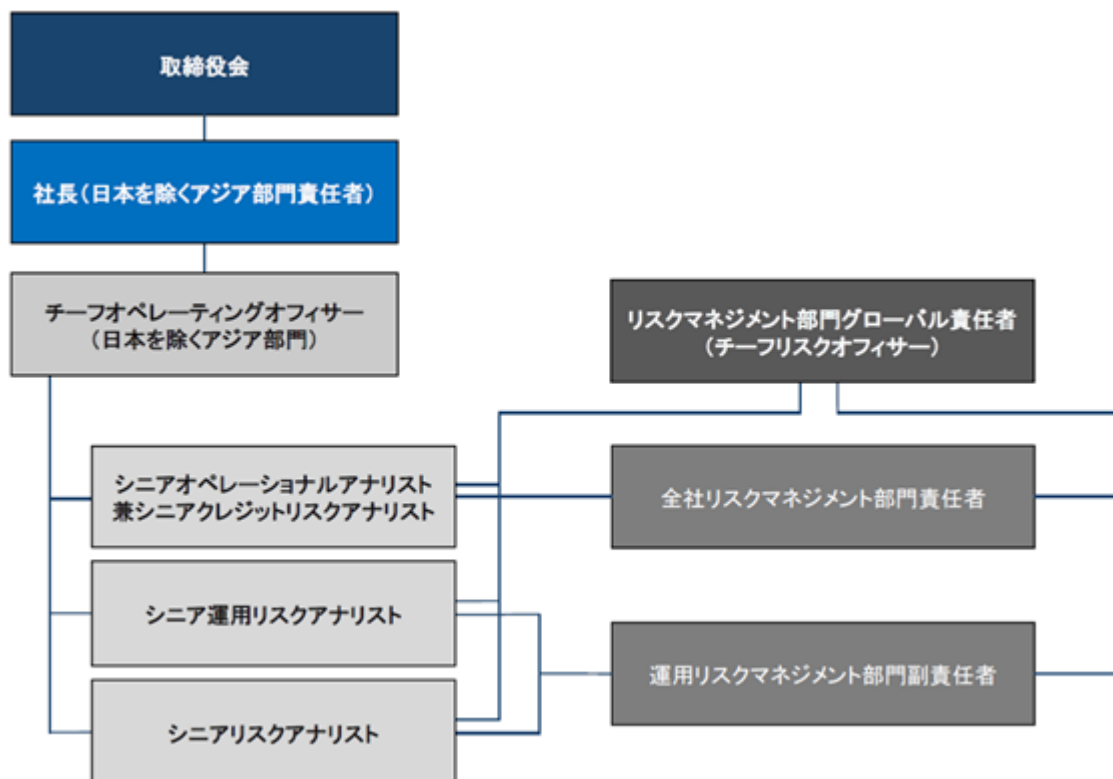 取締役会
社長(日本を除くアジア部門責任者)
チーフオペレーティングオフィサー
(日本を除くアジア部門)
リスクマネジメント部門グローバル責任者
(チーフリスクオフィサー)
シニアオペレーショナルアナリスト
兼シニアクレジットリスクアナリスト
全社リスクマネジメント部門責任者
シニア運用リスクアナリスト
運用リスクマネジメント部門副責任者
シニアリスクアナリスト